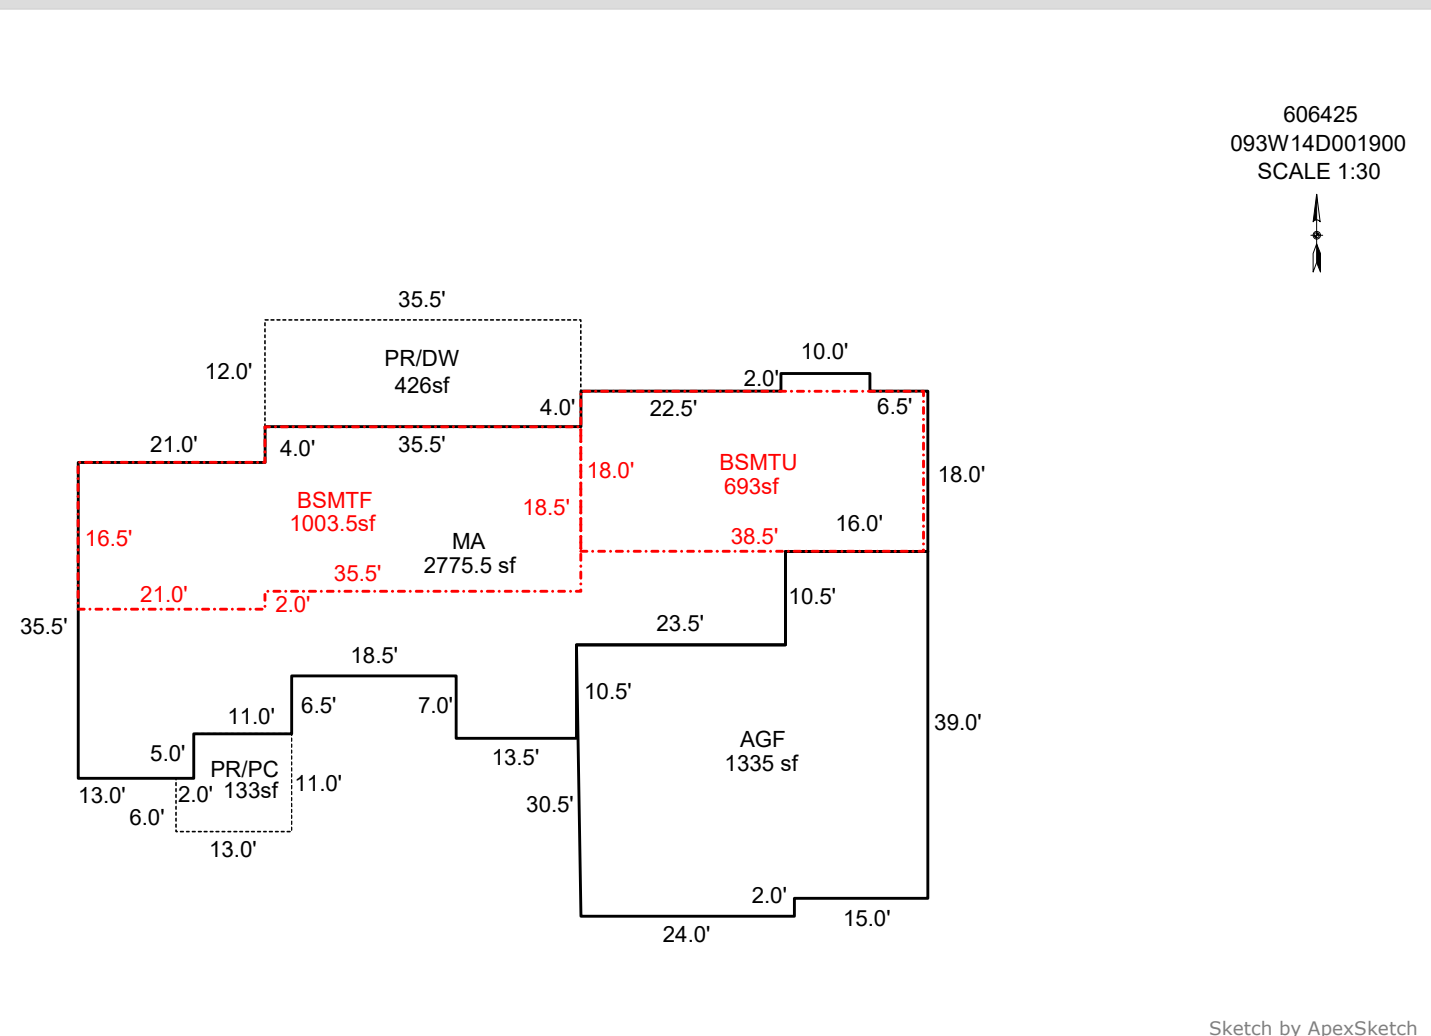 606425
093W14D001900
SCALE 1:30
35.5'
10.0'
PR/DW
12.0'
2.0'
426sf
4.0'
22.5'
6.5'
21.0'
4.0'
35.5'
BSMTU
18.0'
18.0'
693sf
BSMTF
18.5'
1003.5sf
16.0'
16.5'
MA
38.5'
2775.5 sf
35.5'
21.0'
2.0'
10.5'
35.5'
23.5'
18.5'
10.5'
11.0'
6.5'
7.0'
39.0'
5.0'
AGF
13.5'
1335 sf
PR/PC
11.0'
13.0'
2.0'
133sf
6.0'
30.5'
13.0'
2.0'
15.0'
24.0'
Sketch by ApexSketch